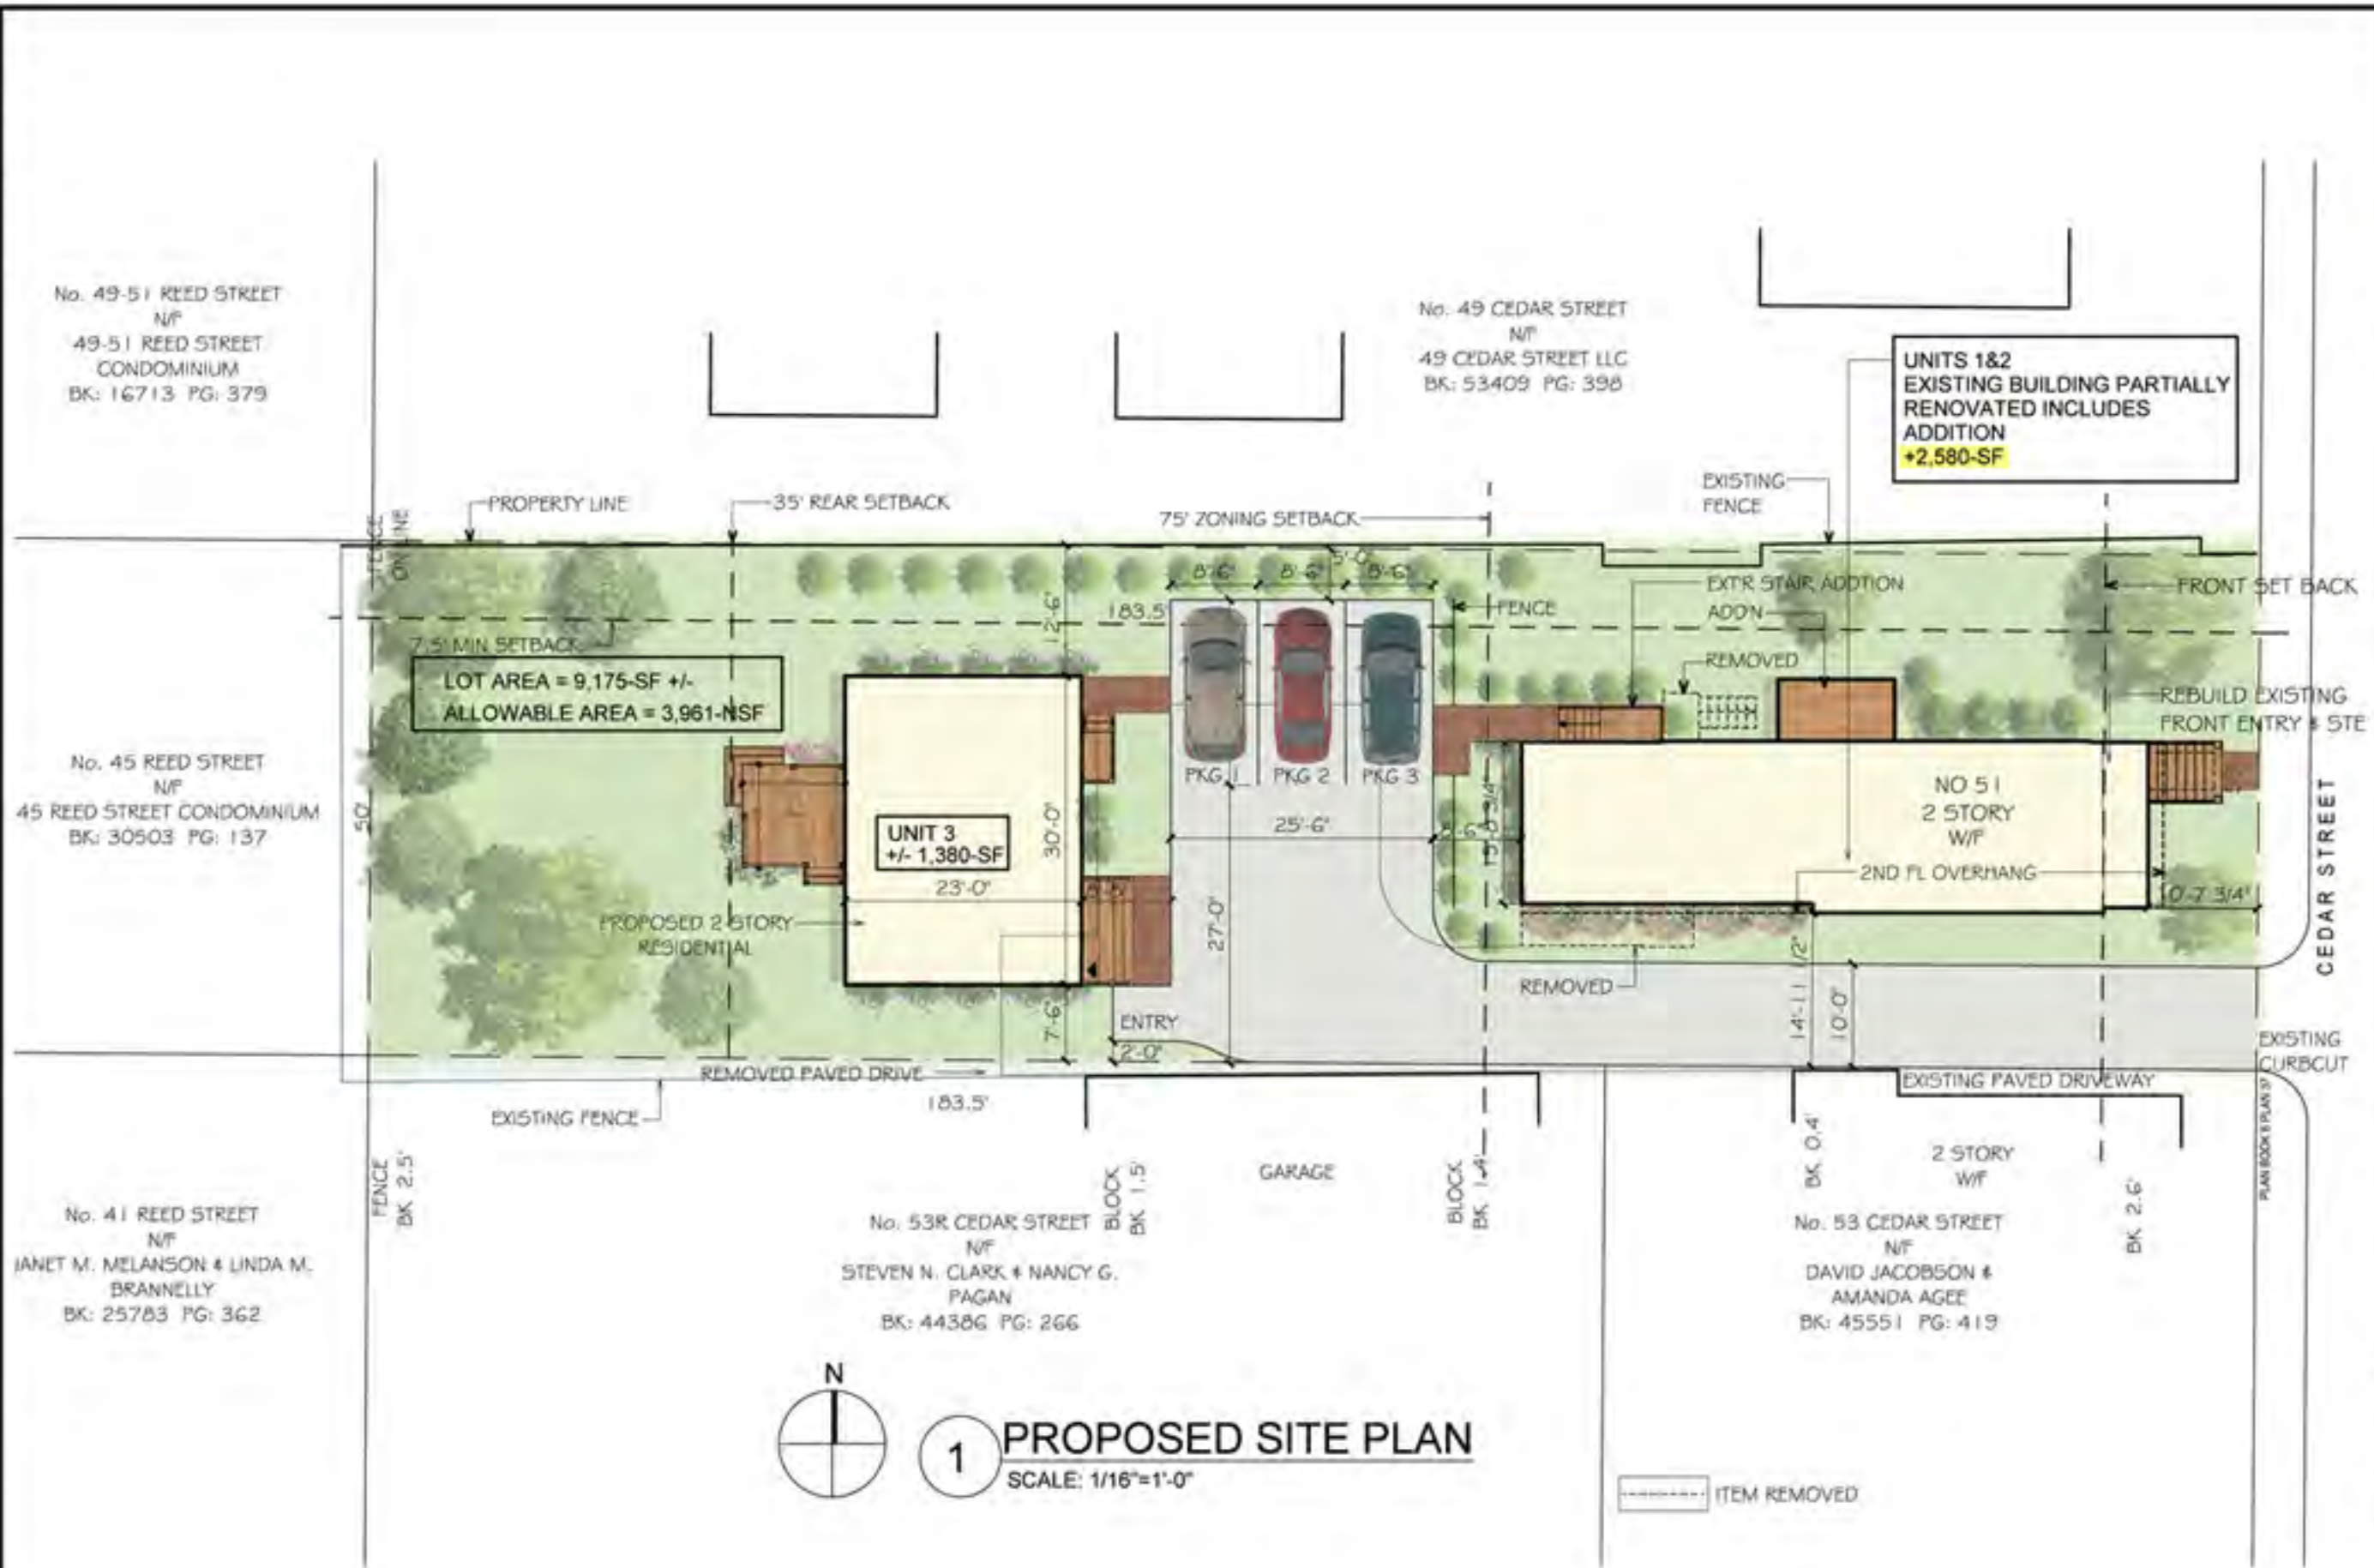 No. 49-51 REED STREET
N/F
49-51 REED STREET
CONDOMINIUM
BK: 16713 PG: 379
No. 49 CEDAR STREET
N/F
49 CEDAR STREET LLC
BK: 53409 PG: 398
UNITS 1&2
EXISTING BUILDING PARTIALLY
RENOVATED INCLUDES
ADDITION
+2,580-SF
PROPERTY LINE
35' REAR SETBACK
75' ZONING SETBACK
EXISTING
FENCE
FENCE
ON LINE
8'-6"
8'-6"
5'-0"
8'-6"
EXT'R STAIR ADDTION
FRONT SET BACK
183.5'
FENCE
ADD'N
2'-6"
7.5' MIN SETBACK
REMOVED
LOT AREA = 9,175-SF +/-
ALLOWABLE AREA = 3,961-NSF
REBUILD EXISTING
FRONT ENTRY & STE
No. 45 REED STREET
N/F
45 REED STREET CONDOMINIUM
BK: 30503 PG: 137
50'
PKG 1
PKG 2
PKG 3
NO 51
2 STORY
W/F
UNIT 3
+/- 1,380-SF
30'-0"
25'-6"
23'-0"
2ND FL OVERHANG
0'-7 3/4"
CEDAR STREET
PROPOSED 2-STORY
RESIDENTIAL
27'-0"
REMOVED
14'-11 1/2"
10'-0"
7'-6"
ENTRY
2'-0"
EXISTING
CURBCUT
REMOVED PAVED DRIVE
EXISTING PAVED DRIVEWAY
183.5'
EXISTING FENCE
PLAN BOOK 8 PLAN 37
FENCE
BK 2.5'
BLOCK
BK 1.5'
GARAGE
BLOCK
BK 1.4'
BK 0.4'
2 STORY
W/F
BK 2.6'
No. 41 REED STREET
N/F
JANET M. MELANSON & LINDA M.
BRANNELLY
BK: 25783 PG: 362
No. 53R CEDAR STREET
N/F
STEVEN N. CLARK & NANCY G.
PAGAN
BK: 44386 PG: 266
No. 53 CEDAR STREET
N/F
DAVID JACOBSON &
AMANDA AGEE
BK: 45551 PG: 419
N
1
PROPOSED SITE PLAN
SCALE: 1/16"=1'-0"
ITEM REMOVED